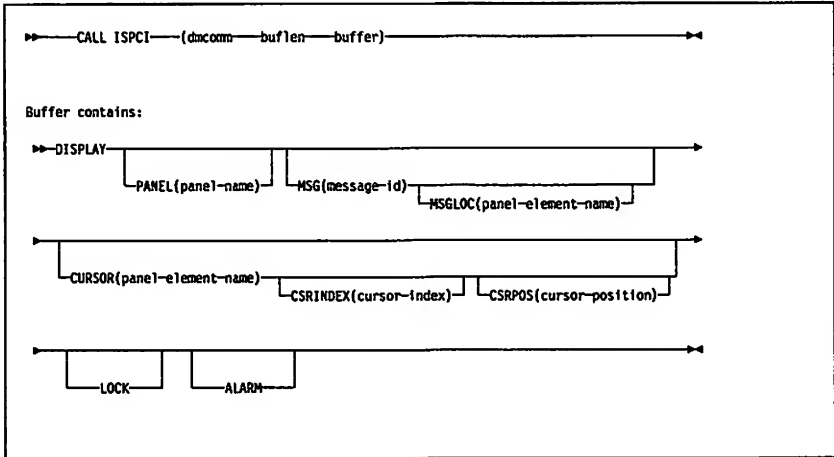 CALL ISPCI (dmcomm buflen buffer)
Buffer contains:
DISPLAY
PANEL(panel-name) MSG(message-id)
MSGLOC(panel-element-name)
CURSOR(panel-element-name)
CSRINDEX(cursor-index) CSRPOS(cursor-position)
LOCK ALARM